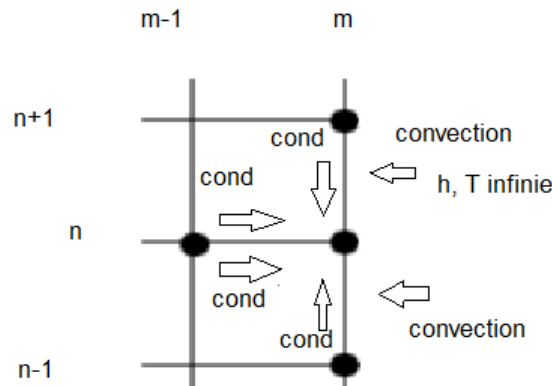 m-1 m
n+1
cond convection
cond
h, T infinie
n
cond
cond convection
n-1